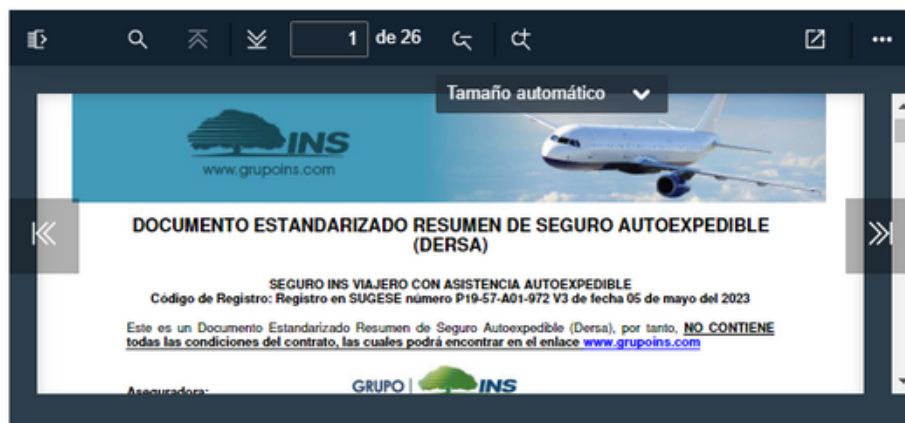 1 de 26
Tamaño automático
INS
www.grupoins.com
DOCUMENTO ESTANDARIZADO RESUMEN DE SEGURO AUTOEXPEDIBLE
(DERSA)
SEGURO INS VIAJERO CON ASISTENCIA AUTOEXPEDIBLE
Código de Registro: Registro en SUGESE número P19-57-A01-972 V3 de fecha 05 de mayo del 2023
Este es un Documento Estandarizado Resumen de Seguro Autoexpedible (Dersa), por tanto, NO CONTIENE
todas las condiciones del contrato, las cuales podrá encontrar en el enlace www.grupoins.com
Aseguradora:
GRUPO | INS